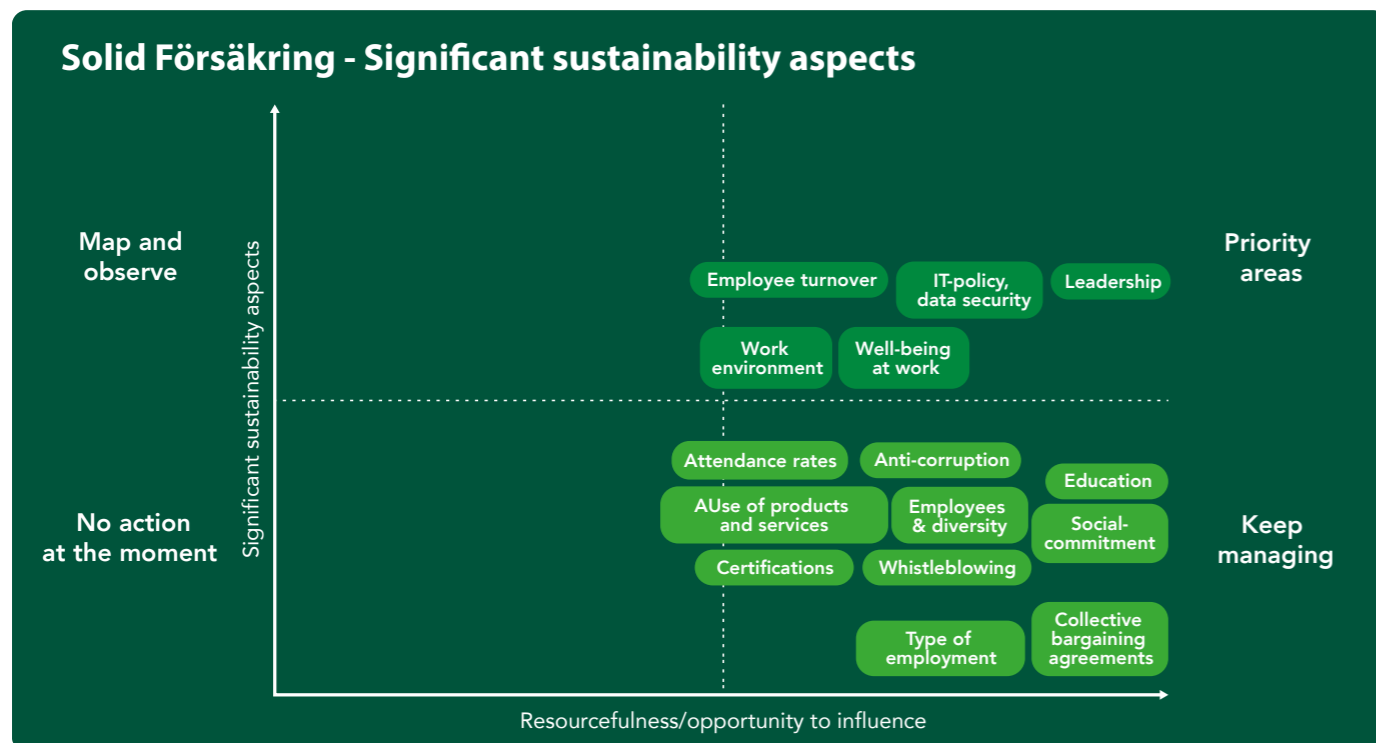 Solid Försäkring - Significant sustainability aspects
Map and
observe
Significant sustainability aspects
Priority
areas
Employee turnover
IT-policy,
data security
Leadership
Work
environment
Well-being
at work
No action
at the moment
Attendance rates
Anti-corruption
Education
AUse of products
and services
Employees
& diversity
Social-
commitment
Certifications
Whistleblowing
Type of
employment
Collective
bargaining
agreements
Keep
managing
Resourcefulness/opportunity to influence